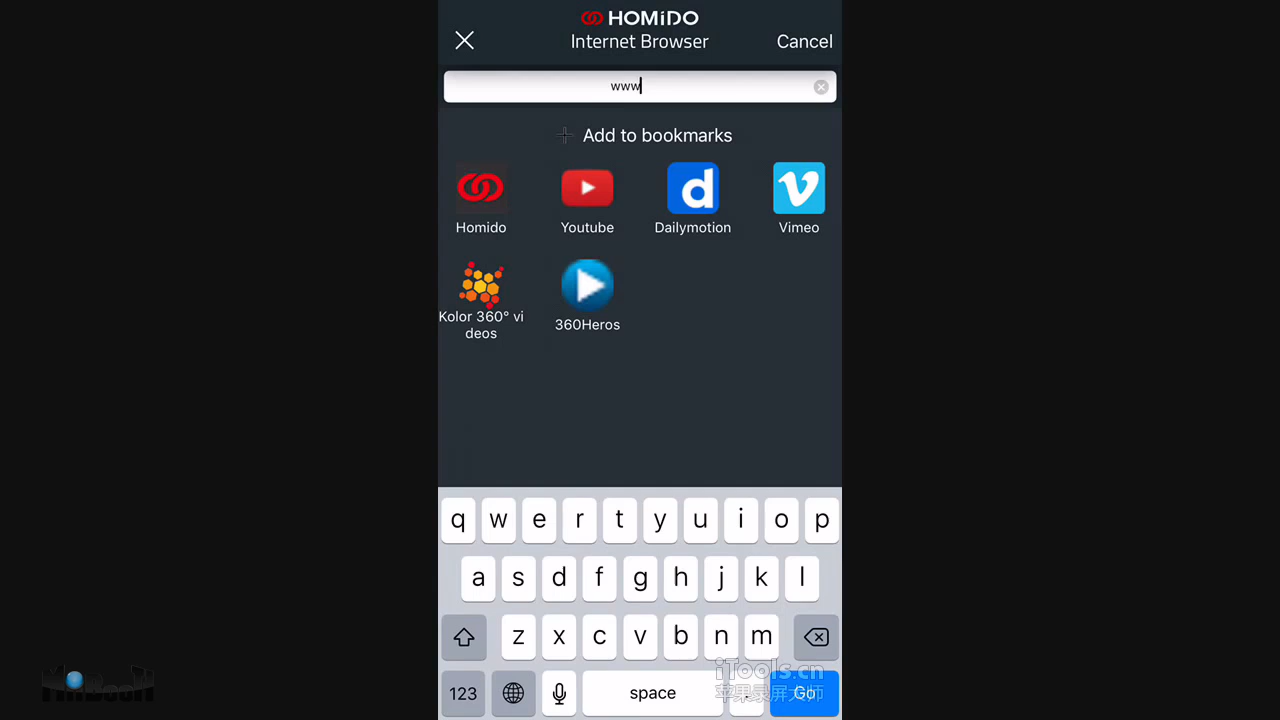 HOMiDO
Internet Browser
Cancel
www
Add to bookmarks
Homido
Youtube
Dailymotion
Vimeo
Kolor 360° vi
deos
360Heros
q w e r t y u i o p
a s d f g h j k l
z x c v b n m
123
space
.
Go
iTools.cn
苹果录屏大师